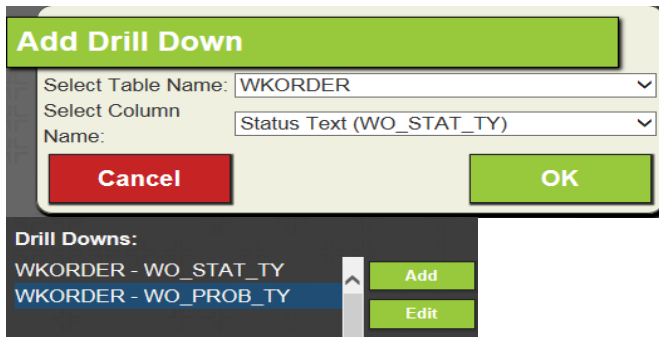 Add Drill Down
Select Table Name: WKORDER
Select Column Name: Status Text (WO_STAT_TY)
Cancel OK
Drill Downs:
WKORDER - WO_STAT_TY
WKORDER - WO_PROB_TY
Add
Edit